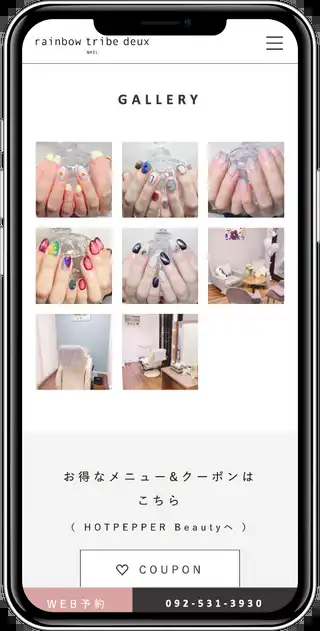 rainbow tribe deux
NAIL
GALLERY
お得なメニュー&クーポンは
こちら
( HOTPEPPER Beautyへ )
♡ COUPON
WEB予約
092-531-3930